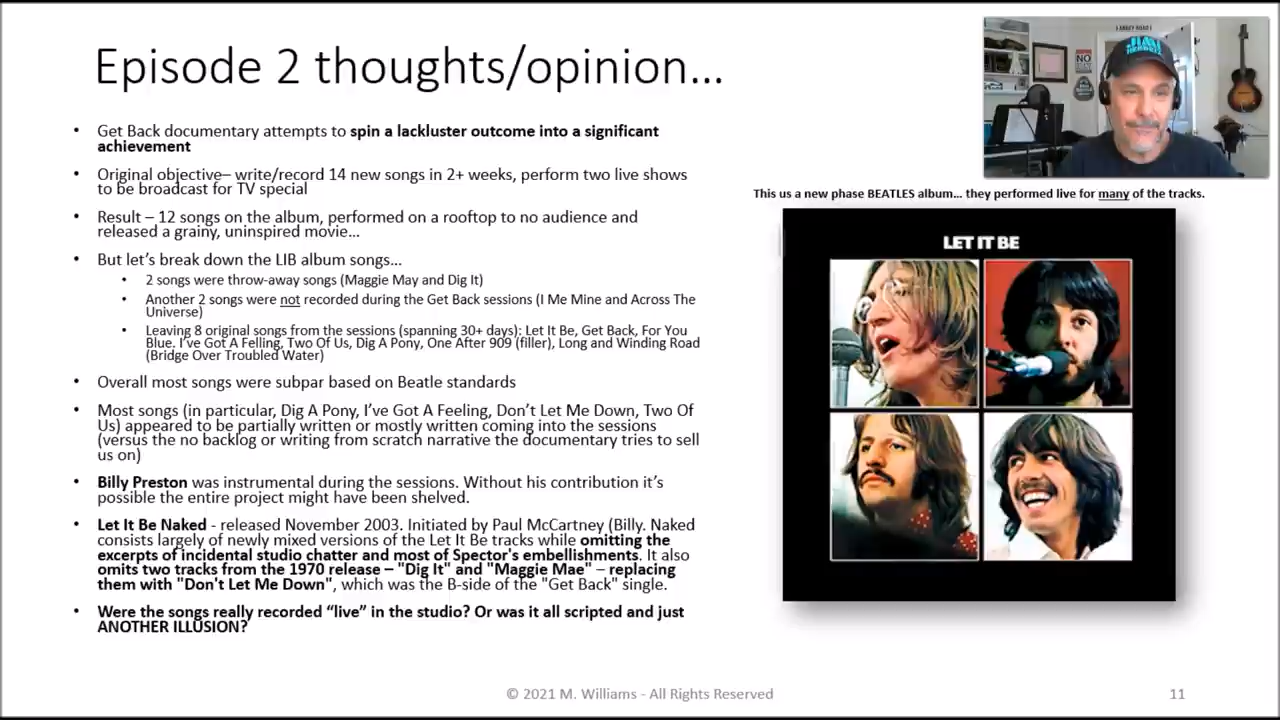 Episode 2 thoughts/opinion...
• Get Back documentary attempts to spin a lackluster outcome into a significant
achievement
• Original objective– write/record 14 new songs in 2+ weeks, perform two live shows
to be broadcast for TV special
• Result – 12 songs on the album, performed on a rooftop to no audience and
released a grainy, uninspired movie…
• But let's break down the LIB album songs…
• 2 songs were throw-away songs (Maggie May and Dig It)
• Another 2 songs were not recorded during the Get Back sessions (I Me Mine and Across The
Universe)
• Leaving 8 original songs from the sessions (spanning 30+ days): Let It Be, Get Back, For You
Blue. I've Got A Felling, Two Of Us, Dig A Pony, One After 909 (filler), Long and Winding Road
(Bridge Over Troubled Water)
• Overall most songs were subpar based on Beatle standards
• Most songs (in particular, Dig A Pony, I've Got A Feeling, Don't Let Me Down, Two Of
Us) appeared to be partially written or mostly written coming into the sessions
(versus the no backlog or writing from scratch narrative the documentary tries to sell
us on)
• Billy Preston was instrumental during the sessions. Without his contribution it's
possible the entire project might have been shelved.
• Let It Be Naked - released November 2003. Initiated by Paul McCartney (Billy. Naked
consists largely of newly mixed versions of the Let It Be tracks while omitting the
excerpts of incidental studio chatter and most of Spector's embellishments. It also
omits two tracks from the 1970 release – "Dig It" and "Maggie Mae" – replacing
them with "Don't Let Me Down", which was the B-side of the "Get Back" single.
• Were the songs really recorded “live” in the studio? Or was it all scripted and just
ANOTHER ILLUSION?
ABBEY ROAD
NO
This us a new phase BEATLES album… they performed live for many of the tracks.
LET IT BE
© 2021 M. Williams - All Rights Reserved
11